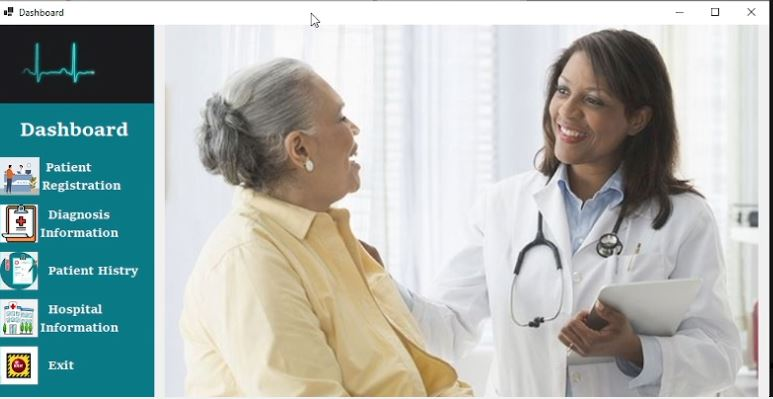 Dashboard
Dashboard
Patient
Registration
Diagnosis
Information
Patient Histry
Hospital
Information
Exit